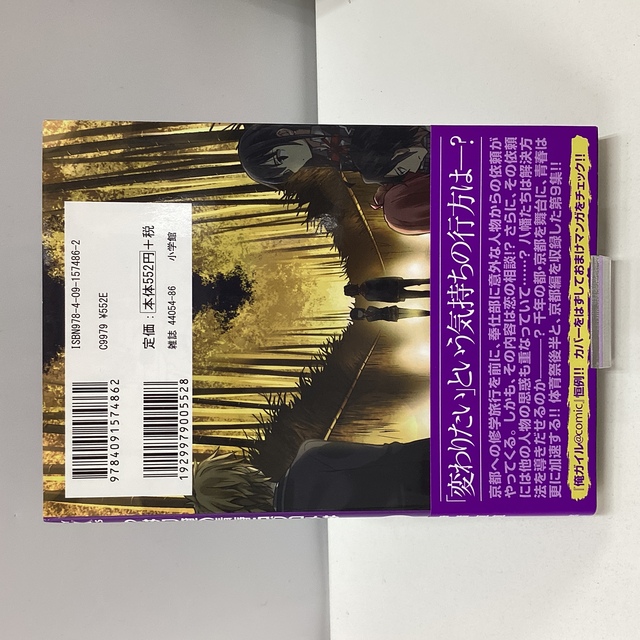 「変わりたい」という気持ちの行方は―?
京都への修学旅行を前に、奉仕部に意外な人物からの依頼が
やってくる。しかも、その内容は恋の相談!? さらに、その依頼
には他の人物の思惑も重なっていて……? 八幡たちは解決方
法を導きだせるのか――? 千年の都・京都を舞台に、青春は
更に加速する!! 体育祭後半と、京都編を収録した第9集!!
『俺ガイル@comic』恒例!! カバーをはずしておまけマンガをチェック!!
ISBN978-4-09-157486-2
C9979 ¥552E
定価:本体552円+税
雑誌 44054-86
小学館
9784091574862
1929979005528